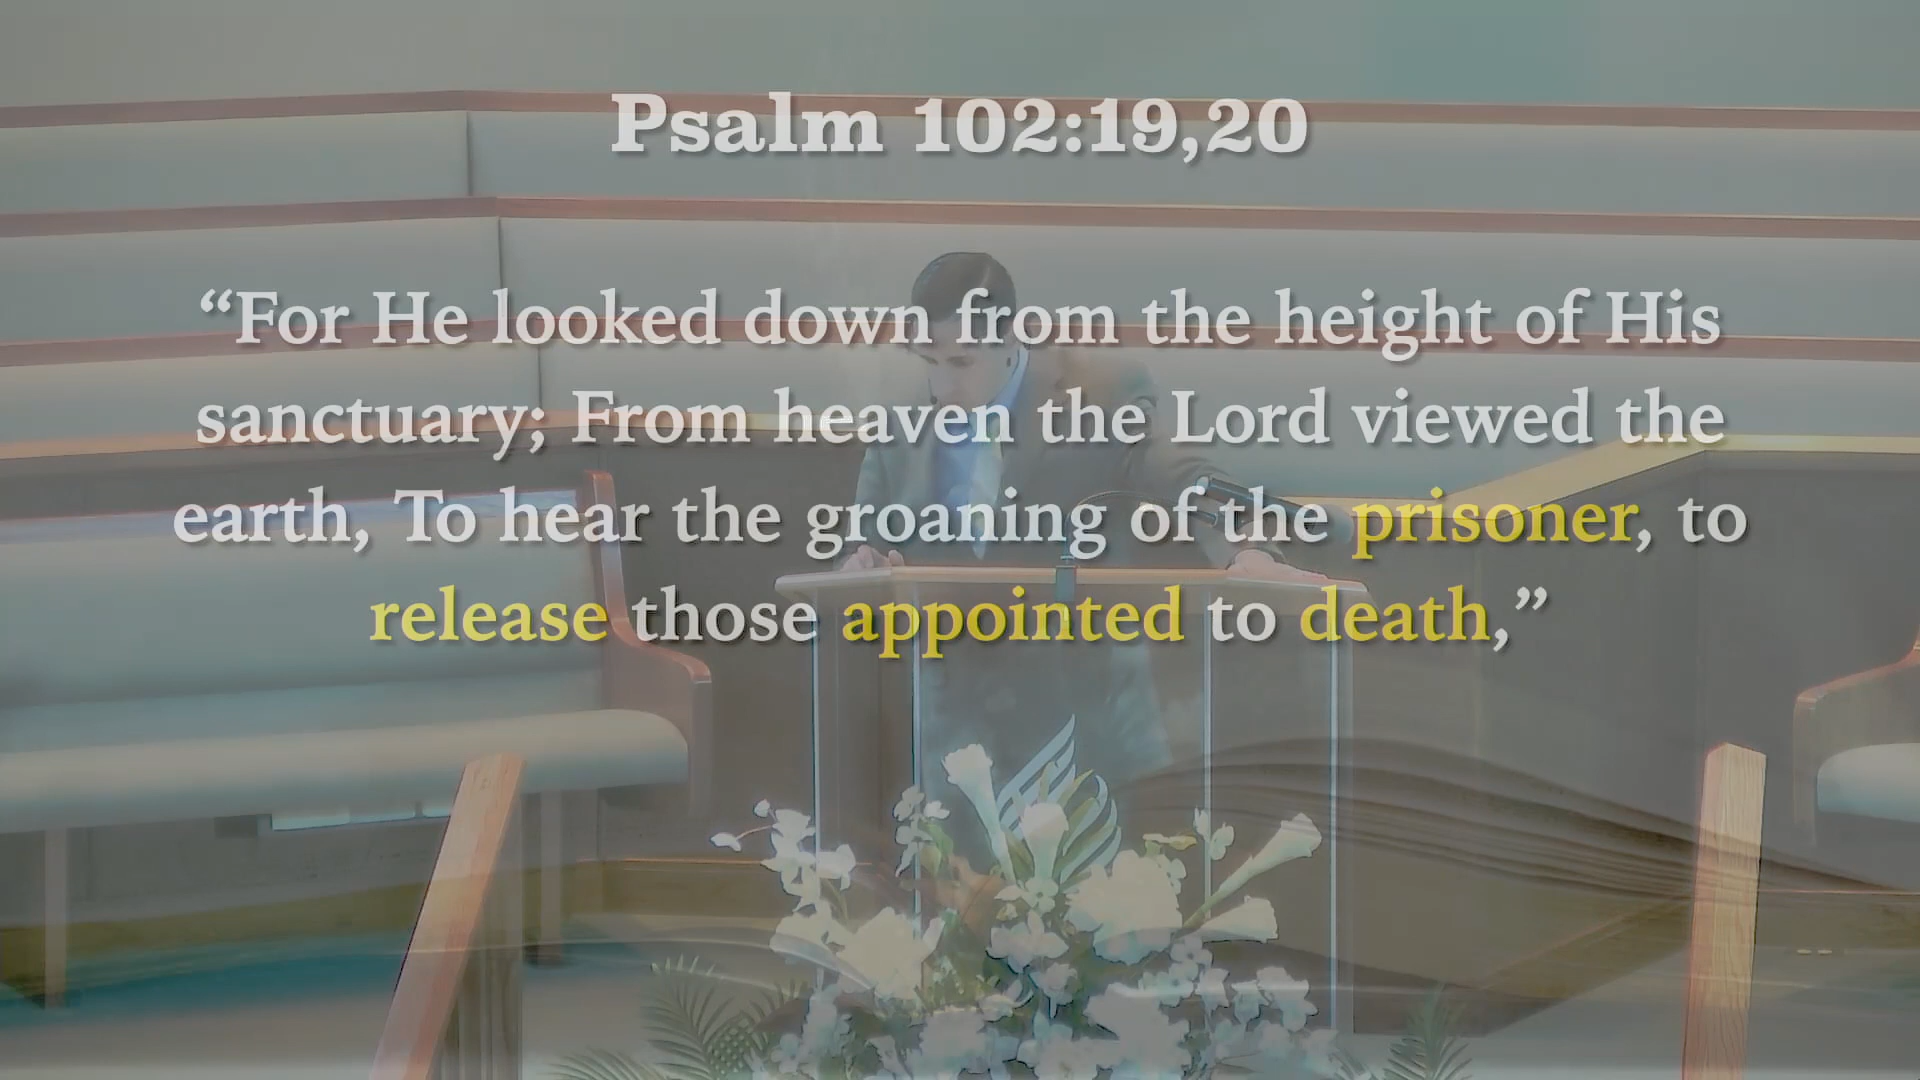 Psalm 102:19,20
“For He looked down from the height of His
sanctuary; From heaven the Lord viewed the
earth, To hear the groaning of the prisoner, to
release those appointed to death,”